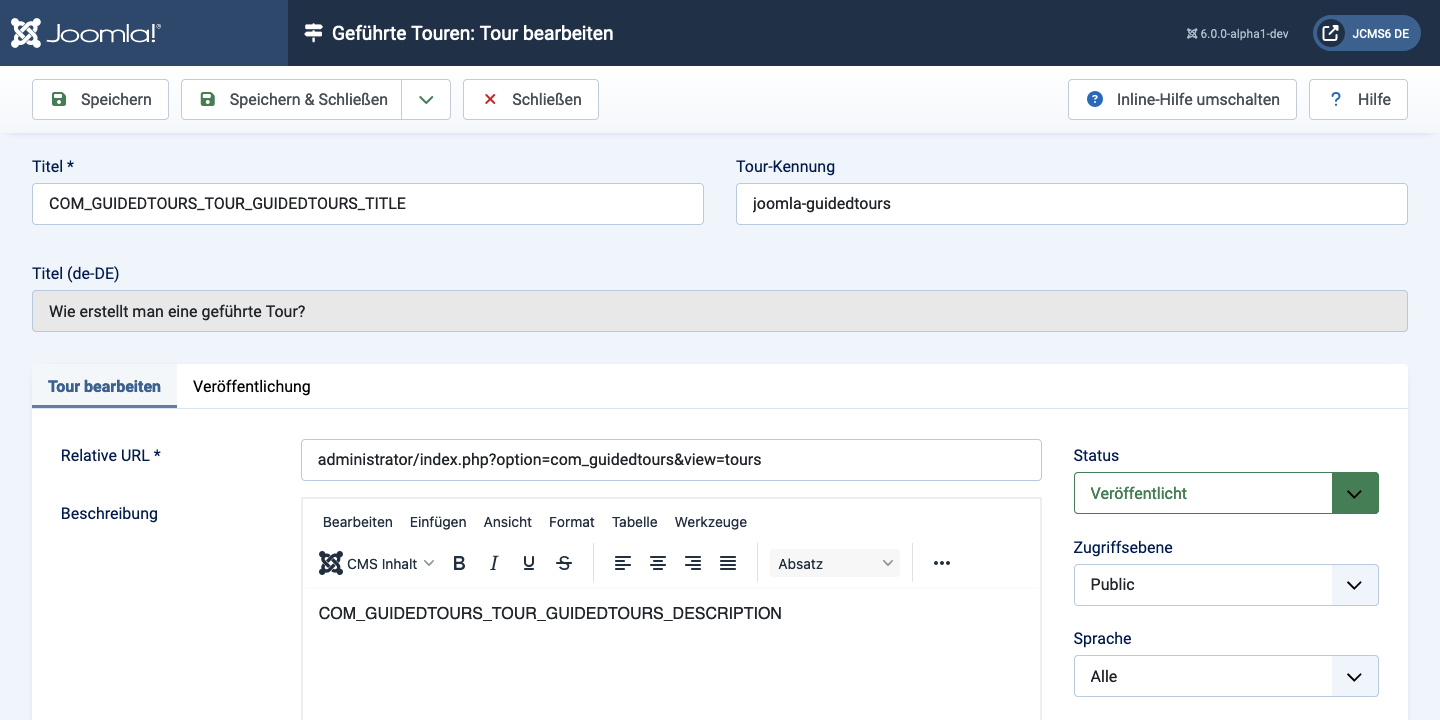 Joomla!® Geführte Touren: Tour bearbeiten 6.0.0-alpha1-dev JCMS6 DE
Speichern Speichern & Schließen Schließen Inline-Hilfe umschalten ? Hilfe
Titel * Tour-Kennung
COM_GUIDEDTOURS_TOUR_GUIDEDTOURS_TITLE joomla-guidedtours
Titel (de-DE)
Wie erstellt man eine geführte Tour?
Tour bearbeiten Veröffentlichung
Relative URL * administrator/index.php?option=com_guidedtours&view=tours Status
Veröffentlicht
Beschreibung Bearbeiten Einfügen Ansicht Format Tabelle Werkzeuge
Zugriffsebene
CMS Inhalt B I U S Absatz
Public
COM_GUIDEDTOURS_TOUR_GUIDEDTOURS_DESCRIPTION
Sprache
Alle